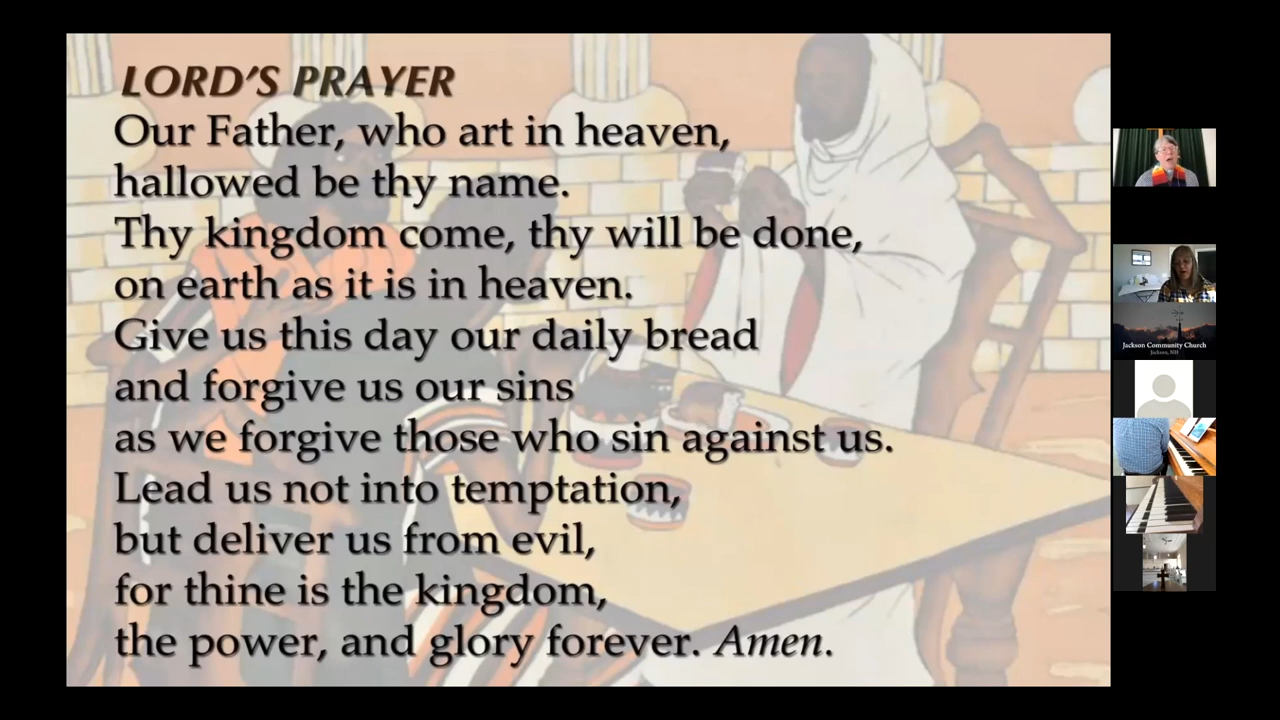 LORD'S PRAYER
Our Father, who art in heaven,
hallowed be thy name.
Thy kingdom come, thy will be done,
on earth as it is in heaven.
Give us this day our daily bread
and forgive us our sins
as we forgive those who sin against us.
Lead us not into temptation,
but deliver us from evil,
for thine is the kingdom,
the power, and glory forever. Amen.
Jackson Community Church
Jackson, NH